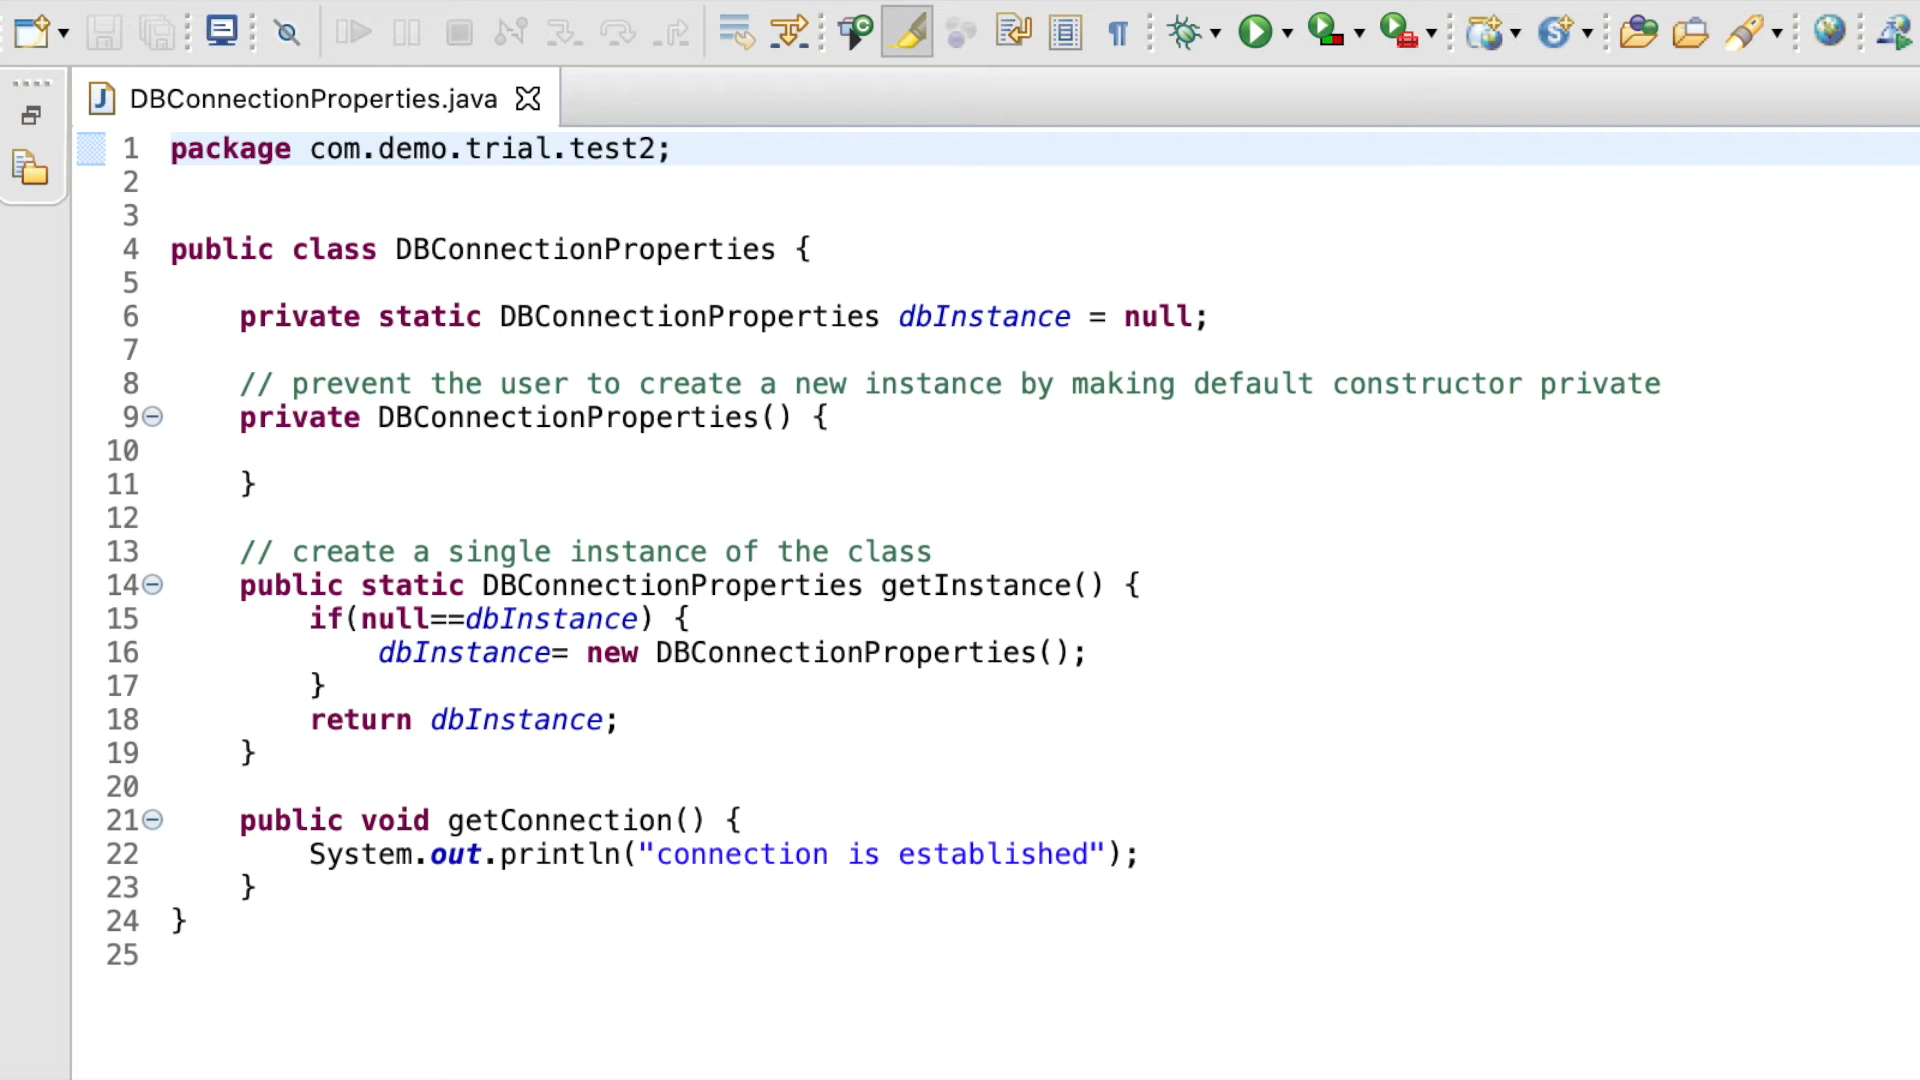 DBConnectionProperties.java
1 package com.demo.trial.test2;
2
3
4 public class DBConnectionProperties {
5
6 private static DBConnectionProperties dbInstance = null;
7
8 // prevent the user to create a new instance by making default constructor private
9 private DBConnectionProperties() {
10
11 }
12
13 // create a single instance of the class
14 public static DBConnectionProperties getInstance() {
15 if(null==dbInstance) {
16 dbInstance= new DBConnectionProperties();
17 }
18 return dbInstance;
19 }
20
21 public void getConnection() {
22 System.out.println("connection is established");
23 }
24 }
25